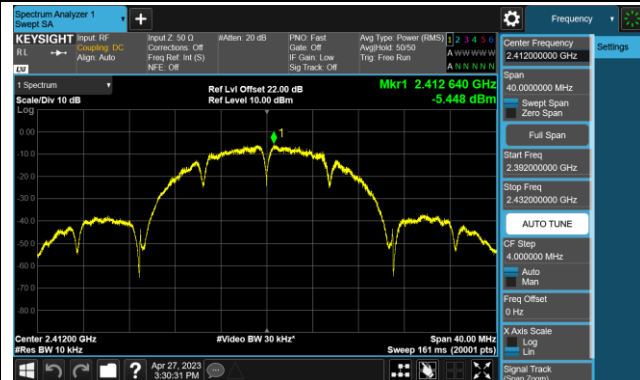 Spectrum Analyzer 1
Swept SA
Frequency
KEYSIGHT
RL
LXI
Input: RF
Coupling: DC
Align: Auto
Input Z: 50 Ω
Corrections: Off
Freq Ref: Int (S)
NFE: Off
#Atten: 20 dB
PNO: Fast
Gate: Off
IF Gain: Low
Sig Track: Off
Avg Type: Power (RMS)
Avg|Hold: 50/50
Trig: Free Run
1 2 3 4 5 6
A W W W W W
A N N N N N
1 Spectrum
Scale/Div 10 dB
Ref Lvl Offset 22.00 dB
Ref Level 10.00 dBm
Mkr1 2.412 640 GHz
-5.448 dBm
Log
1
0.00
-10.0
-20.0
-30.0
-40.0
-50.0
-60.0
-70.0
-80.0
Center 2.41200 GHz
#Res BW 10 kHz
#Video BW 30 kHz*
Span 40.00 MHz
Sweep 161 ms (20001 pts)
Apr 27, 2023
3:30:31 PM
Center Frequency
2.412000000 GHz
Span
40.0000000 MHz
Swept Span
Zero Span
Full Span
Start Freq
2.392000000 GHz
Stop Freq
2.432000000 GHz
AUTO TUNE
CF Step
4.000000 MHz
Auto
Man
Freq Offset
0 Hz
X Axis Scale
Log
Lin
Signal Track
(Span Zoom)
Settings